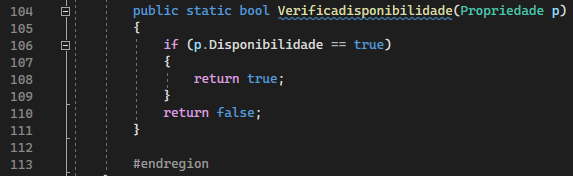 104 public static bool Verificadisponibilidade(Propriedade p)
105 {
106 if (p.Disponibilidade == true)
107 {
108 return true;
109 }
110 return false;
111 }
112
113 #endregion